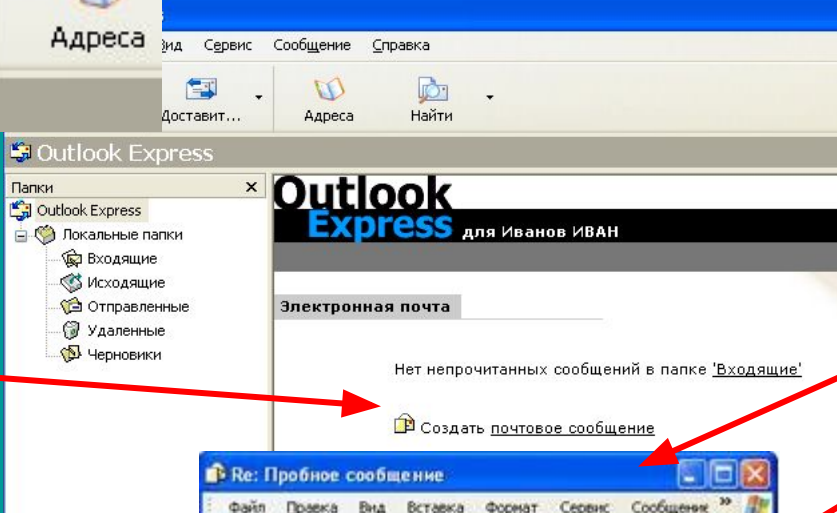 Адреса
Вид Сервис Сообщение Справка
Доставит... Адреса Найти
Outlook Express
Папки
Outlook Express
Локальные папки
Входящие
Исходящие
Отправленные
Удаленные
Черновики
Outlook
Express для Иванов ИВАН
Электронная почта
Нет непрочитанных сообщений в папке 'Входящие'
Создать почтовое сообщение
Re: Пробное сообщение
Файл Правка Вид Вставка Формат Сервис Сообщение »